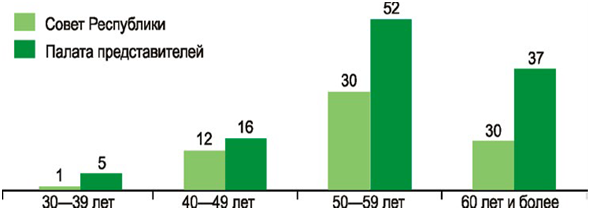 Совет Республики
Палата представителей
1 5 12 16 30 52 30 37
30—39 лет 40—49 лет 50—59 лет 60 лет и более